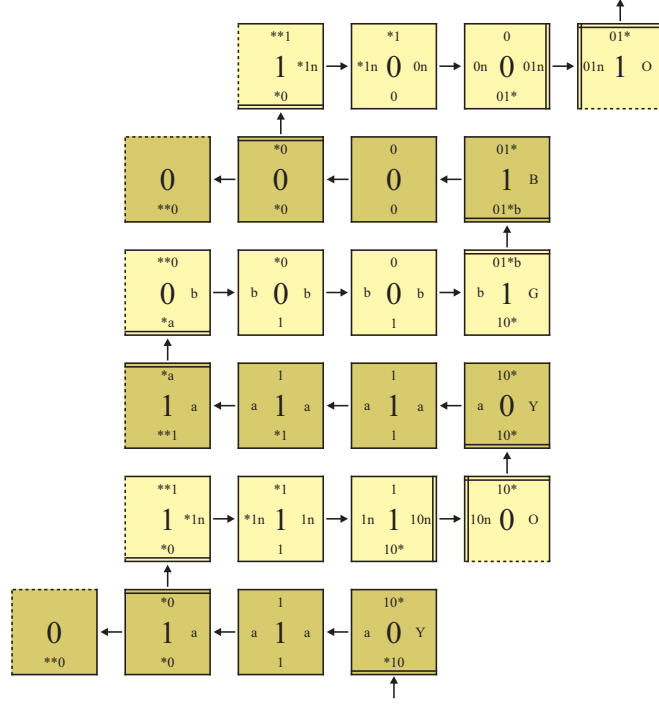 **1 *1 0 01*
1 *1n *1n 0 0n 0n 0 01n 01n 1 O
*0 0 01*
*0 0 01*
0 0 0 1 B
**0 *0 0 01*b
**0 *0 0 01*b
0 b b 0 b b 0 b b 1 G
*a 1 1 10*
*a 1 1 10*
1 a a 1 a a 1 a a 0 Y
**1 *1 1 10*
**1 *1 1 10*
1 *1n *1n 1 1n 1n 1 10n 10n 0 O
*0 1 10*
*0 1 10*
0 1 a a 1 a a 0 Y
**0 *0 1 *10